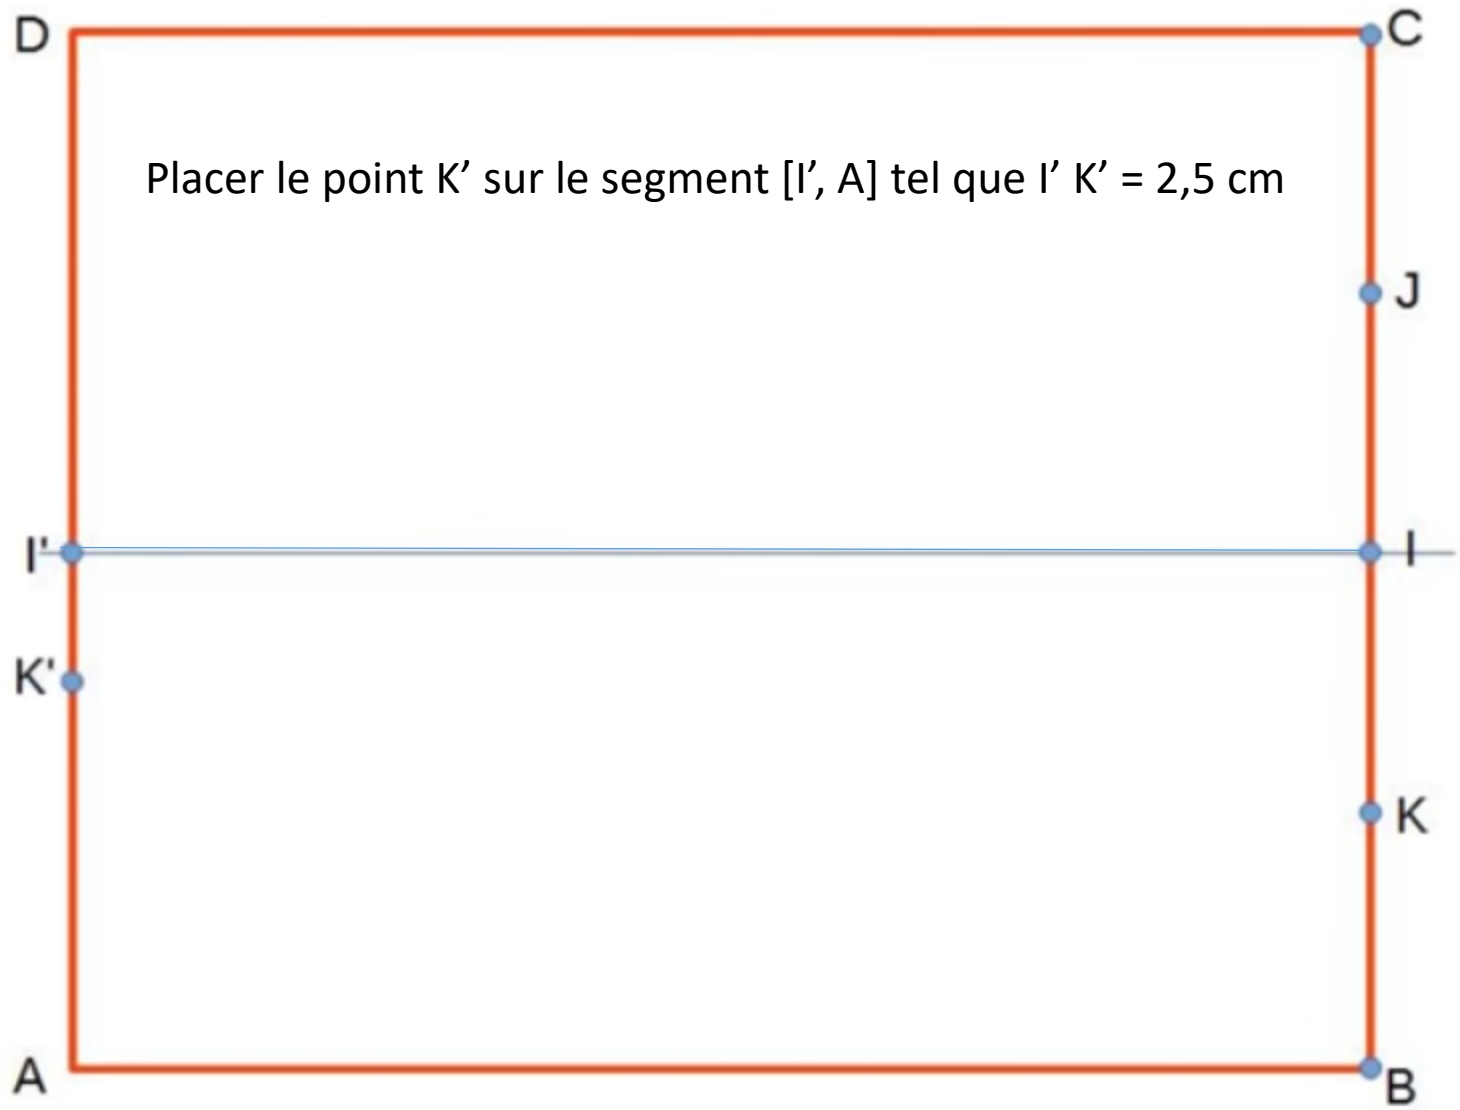 D
C
Placer le point K’ sur le segment [I’, A] tel que I’ K’ = 2,5 cm
J
I'
I
K'
K
A
B